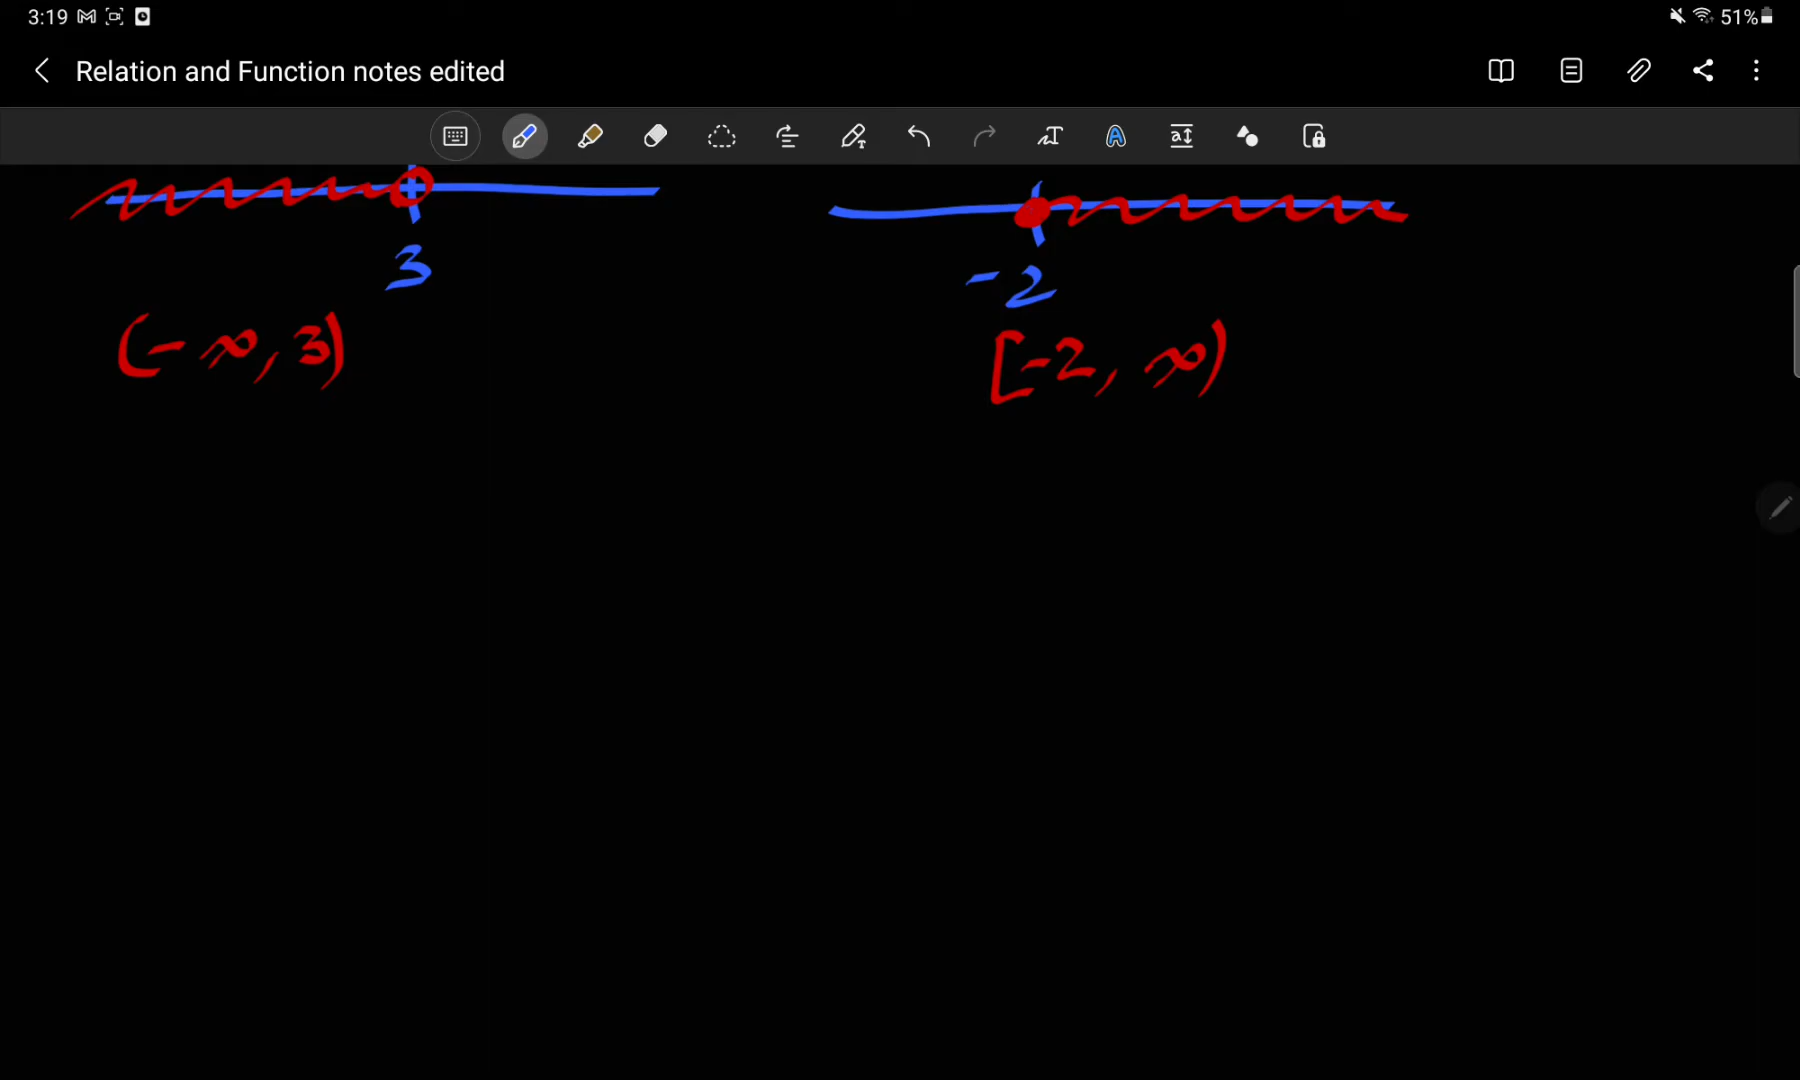 3:19 51%
Relation and Function notes edited
3 -2
(-∞, 3) [-2, ∞)